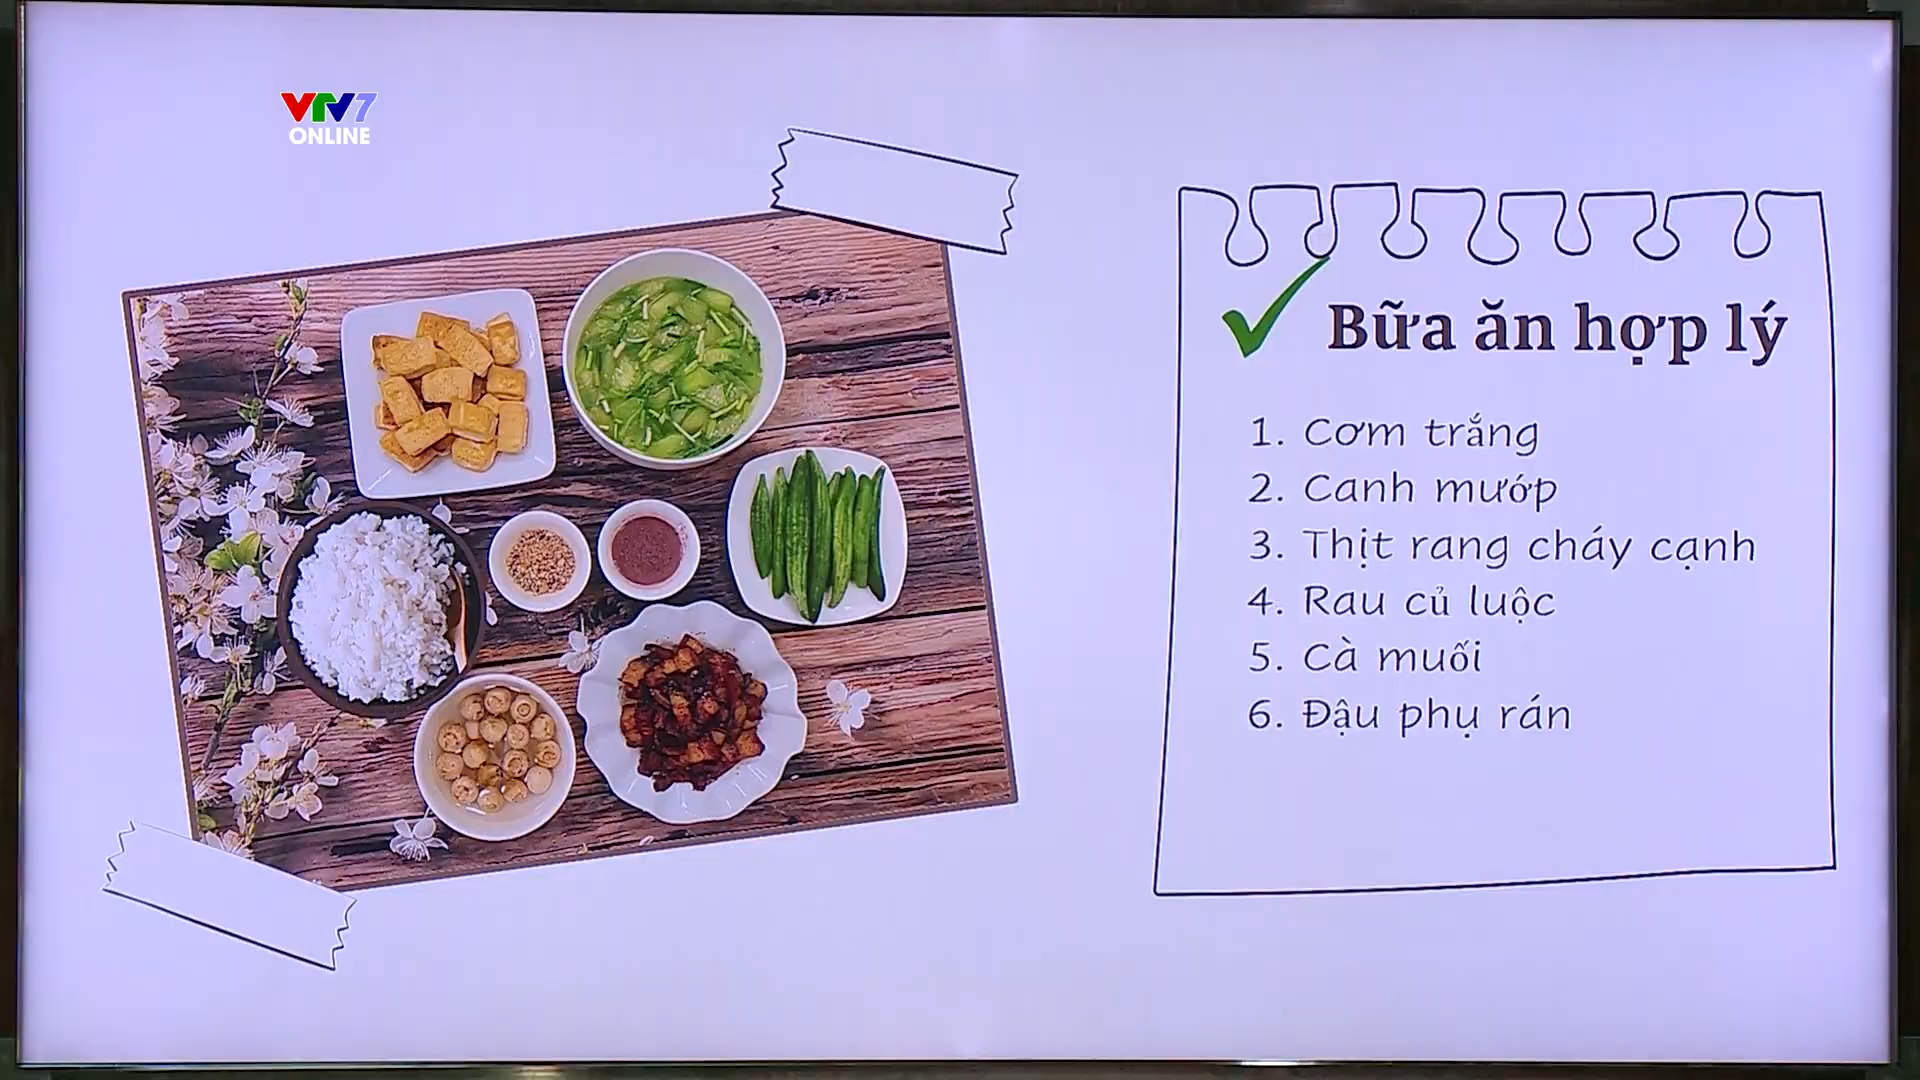 VTV7
ONLINE
Bữa ăn hợp lý
1. Cơm trắng
2. Canh mướp
3. Thịt rang cháy cạnh
4. Rau củ luộc
5. Cà muối
6. Đậu phụ rán